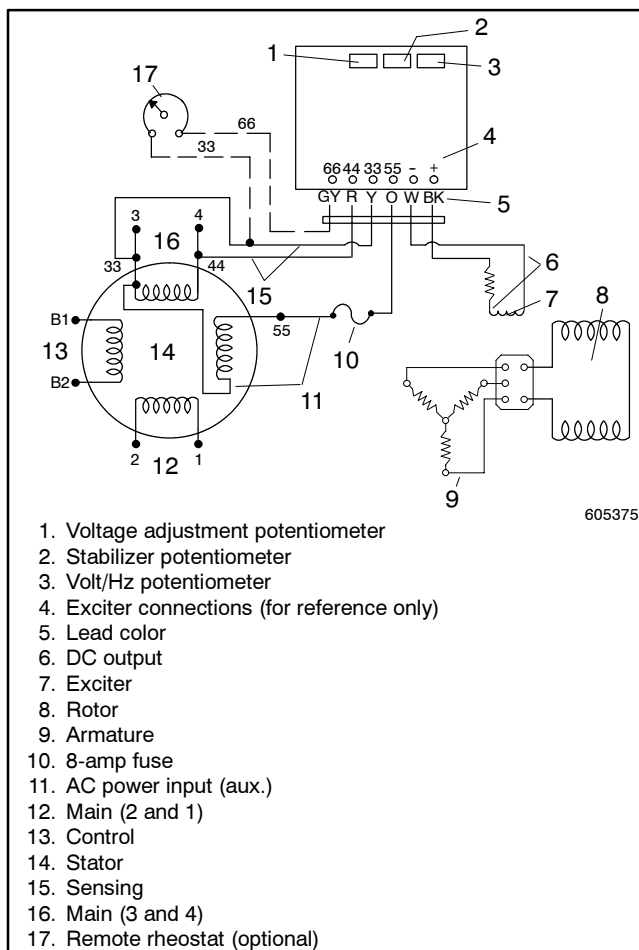 2
1
3
17
66
4
33
66 44 33 55 - +
GY R Y O W BK
5
3
4
16
33
44
6
15
7
8
B1
55
13
14
10
B2
11
2
12
1
9
605375
1. Voltage adjustment potentiometer
2. Stabilizer potentiometer
3. Volt/Hz potentiometer
4. Exciter connections (for reference only)
5. Lead color
6. DC output
7. Exciter
8. Rotor
9. Armature
10. 8-amp fuse
11. AC power input (aux.)
12. Main (2 and 1)
13. Control
14. Stator
15. Sensing
16. Main (3 and 4)
17. Remote rheostat (optional)